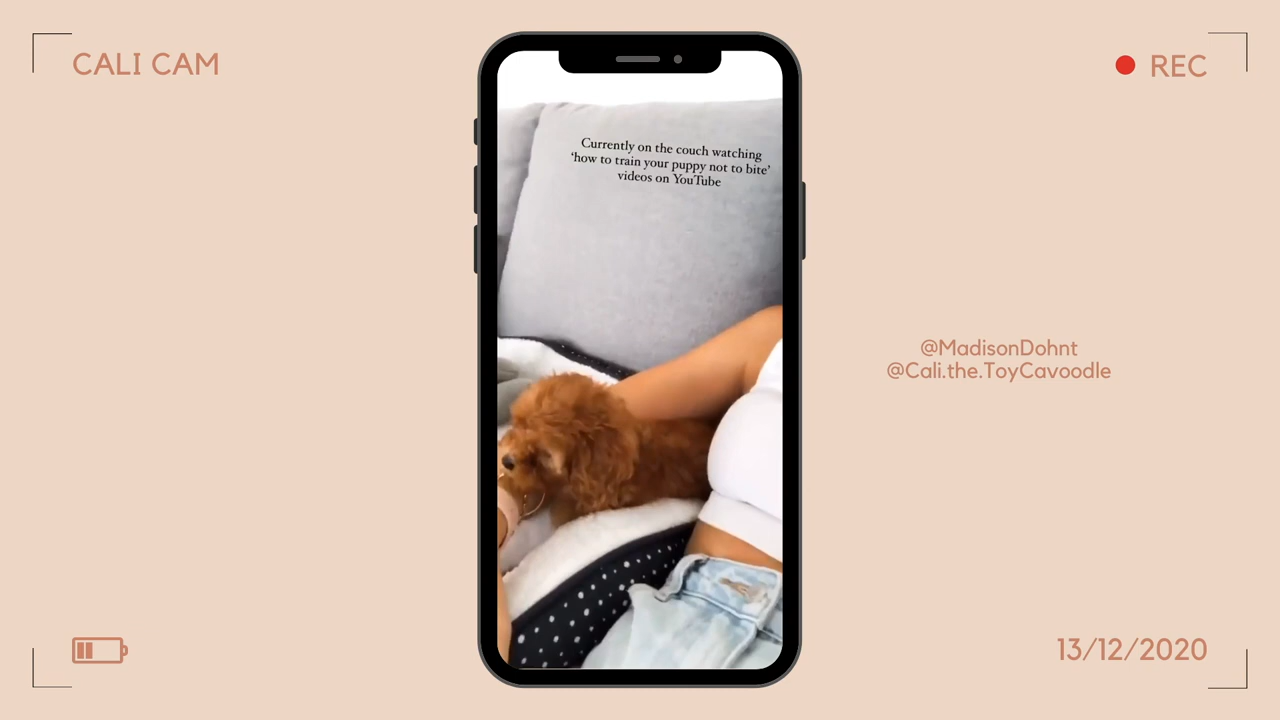 CALI CAM
REC
Currently on the couch watching
‘how to train your puppy not to bite’
videos on YouTube
@MadisonDohnt
@Cali.the.ToyCavoodle
13/12/2020